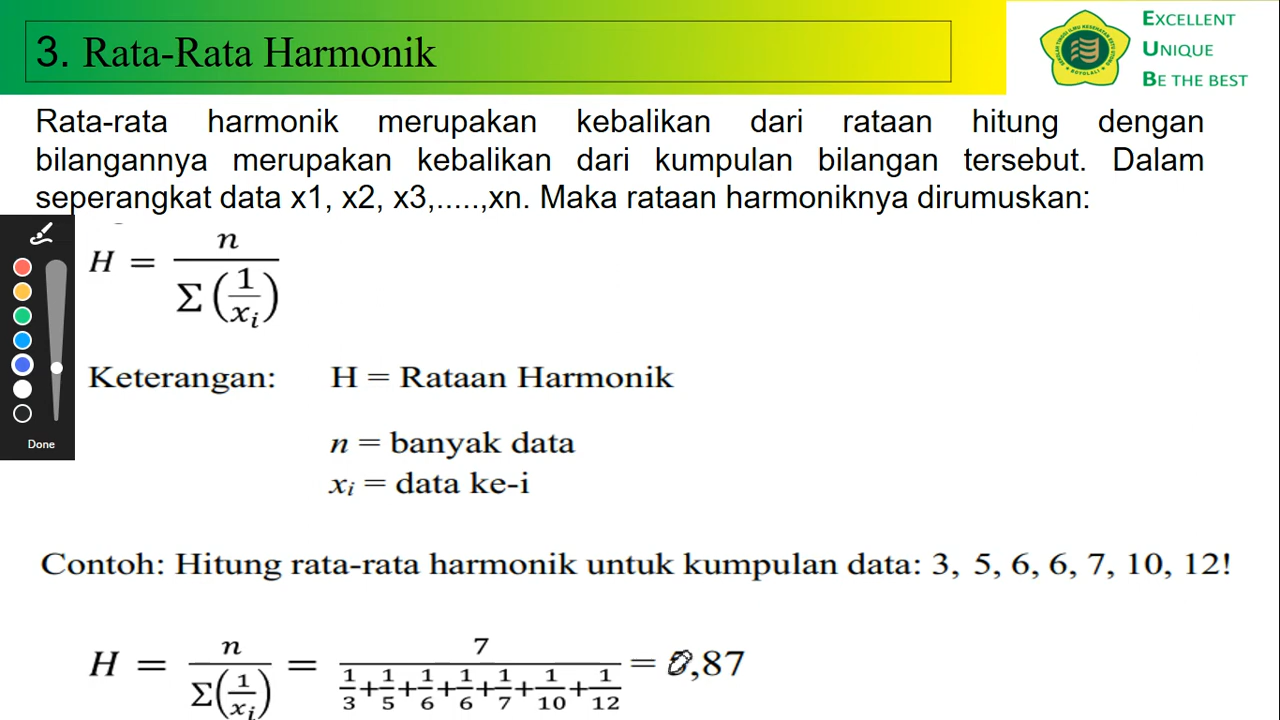 3. Rata-Rata Harmonik
EXCELLENT
UNIQUE
BE THE BEST
Rata-rata harmonik merupakan kebalikan dari rataan hitung dengan
bilangannya merupakan kebalikan dari kumpulan bilangan tersebut. Dalam
seperangkat data x1, x2, x3,.....,xn. Maka rataan harmoniknya dirumuskan:
H = n / Σ (1/xᵢ)
Done
Keterangan: H = Rataan Harmonik
n = banyak data
xᵢ = data ke-i
Contoh: Hitung rata-rata harmonik untuk kumpulan data: 3, 5, 6, 6, 7, 10, 12!
H = n / Σ(1/xᵢ) = 7 / (1/3+1/5+1/6+1/6+1/7+1/10+1/12) = ,87